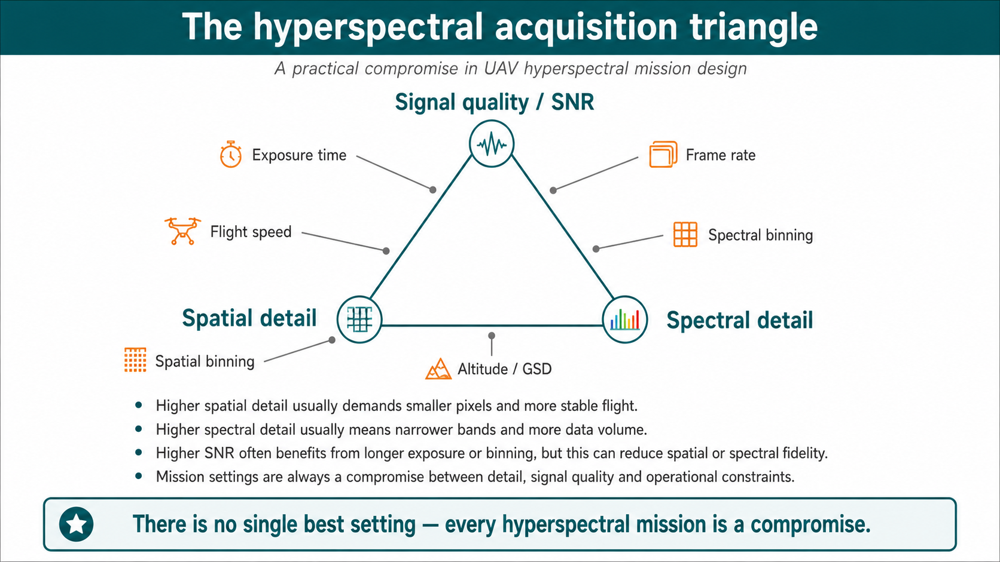 The hyperspectral acquisition triangle
A practical compromise in UAV hyperspectral mission design
Signal quality / SNR
Exposure time
Frame rate
Flight speed
Spectral binning
Spatial detail
Spectral detail
Spatial binning
Altitude / GSD
• Higher spatial detail usually demands smaller pixels and more stable flight.
• Higher spectral detail usually means narrower bands and more data volume.
• Higher SNR often benefits from longer exposure or binning, but this can reduce spatial or spectral fidelity.
• Mission settings are always a compromise between detail, signal quality and operational constraints.
There is no single best setting — every hyperspectral mission is a compromise.